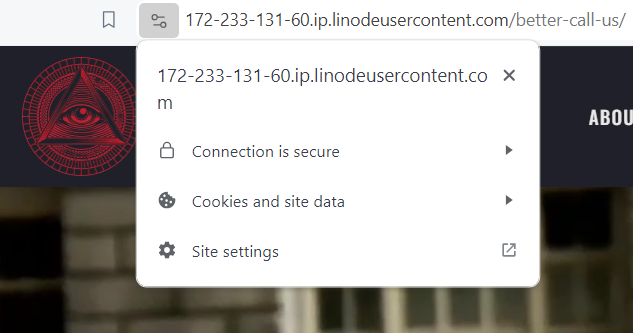 172-233-131-60.ip.linodeusercontent.com/better-call-us/
172-233-131-60.ip.linodeusercontent.co
m
ABOU
Connection is secure
Cookies and site data
Site settings